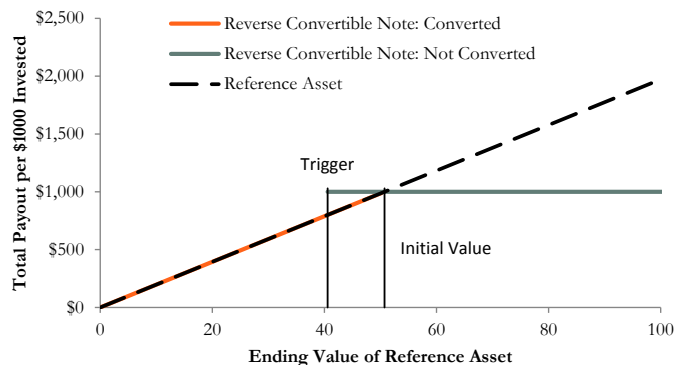 $2,500
$2,000
$1,500
$1,000
$500
$0
Total Payout per $1000 Invested
Reverse Convertible Note: Converted
Reverse Convertible Note: Not Converted
Reference Asset
Trigger
Initial Value
0 20 40 60 80 100
Ending Value of Reference Asset